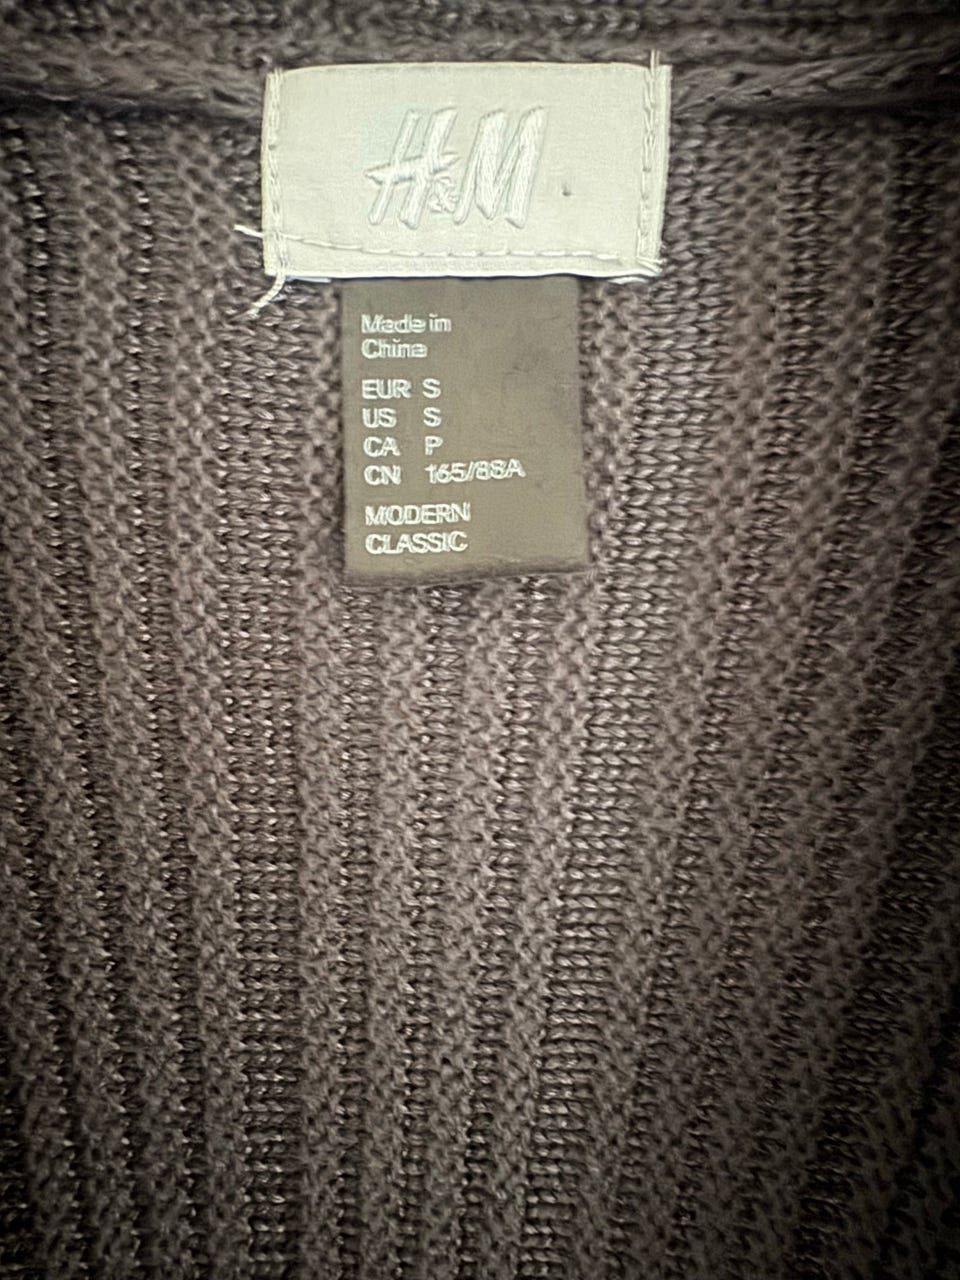 H&M
Made in
China
EUR S
US S
CA P
CN 165/88A
MODERN
CLASSIC